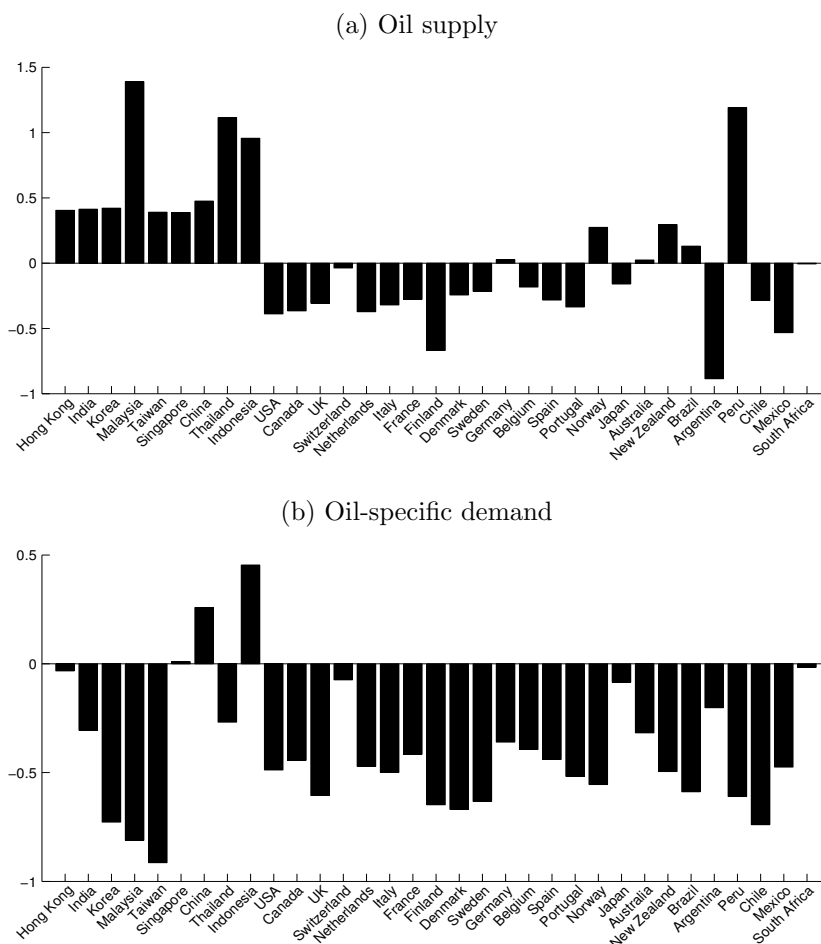 (a) Oil supply
1.5
1
0.5
0
−0.5
−1
Hong Kong
India
Korea
Malaysia
Taiwan
Singapore
China
Thailand
Indonesia
USA
Canada
UK
Switzerland
Netherlands
Italy
France
Finland
Denmark
Sweden
Germany
Belgium
Spain
Portugal
Norway
Japan
Australia
New Zealand
Brazil
Argentina
Peru
Chile
Mexico
South Africa
(b) Oil-specific demand
0.5
0
−0.5
−1
Hong Kong
India
Korea
Malaysia
Taiwan
Singapore
China
Thailand
Indonesia
USA
Canada
UK
Switzerland
Netherlands
Italy
France
Finland
Denmark
Sweden
Germany
Belgium
Spain
Portugal
Norway
Japan
Australia
New Zealand
Brazil
Argentina
Peru
Chile
Mexico
South Africa